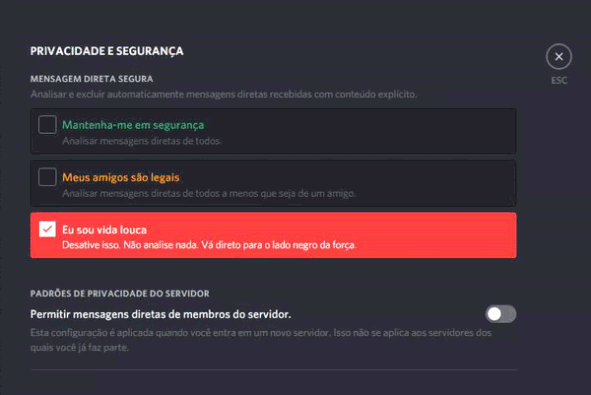 PRIVACIDADE E SEGURANÇA
ESC
MENSAGEM DIRETA SEGURA
Analisar e excluir automaticamente mensagens diretas recebidas com conteúdo explícito.
Mantenha-me em segurança
Analisar mensagens diretas de todos.
Meus amigos são legais
Analisar mensagens diretas de todos a menos que seja de um amigo.
Eu sou vida louca
Desative isso. Não analise nada. Vá direto para o lado negro da força.
PADRÕES DE PRIVACIDADE DO SERVIDOR
Permitir mensagens diretas de membros do servidor.
Esta configuração é aplicada quando você entra em um novo servidor. Isso não se aplica aos servidores dos
quais você já faz parte.